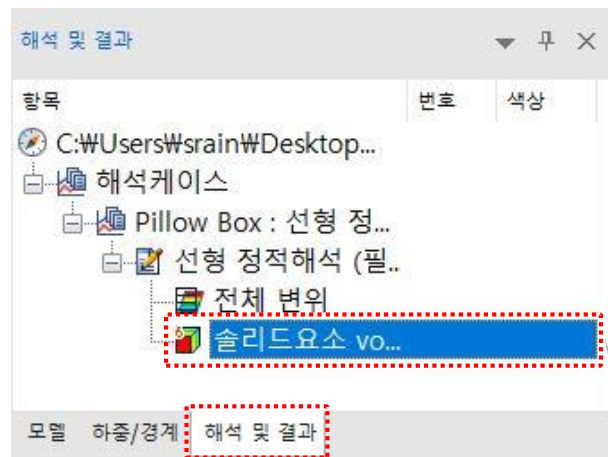 해석 및 결과
항목 번호 색상
C:₩Users₩srain₩Desktop...
해석케이스
Pillow Box : 선형 정...
선형 정적해석 (필..
전체 변위
솔리드요소 vo...
모델 하중/경계 해석 및 결과